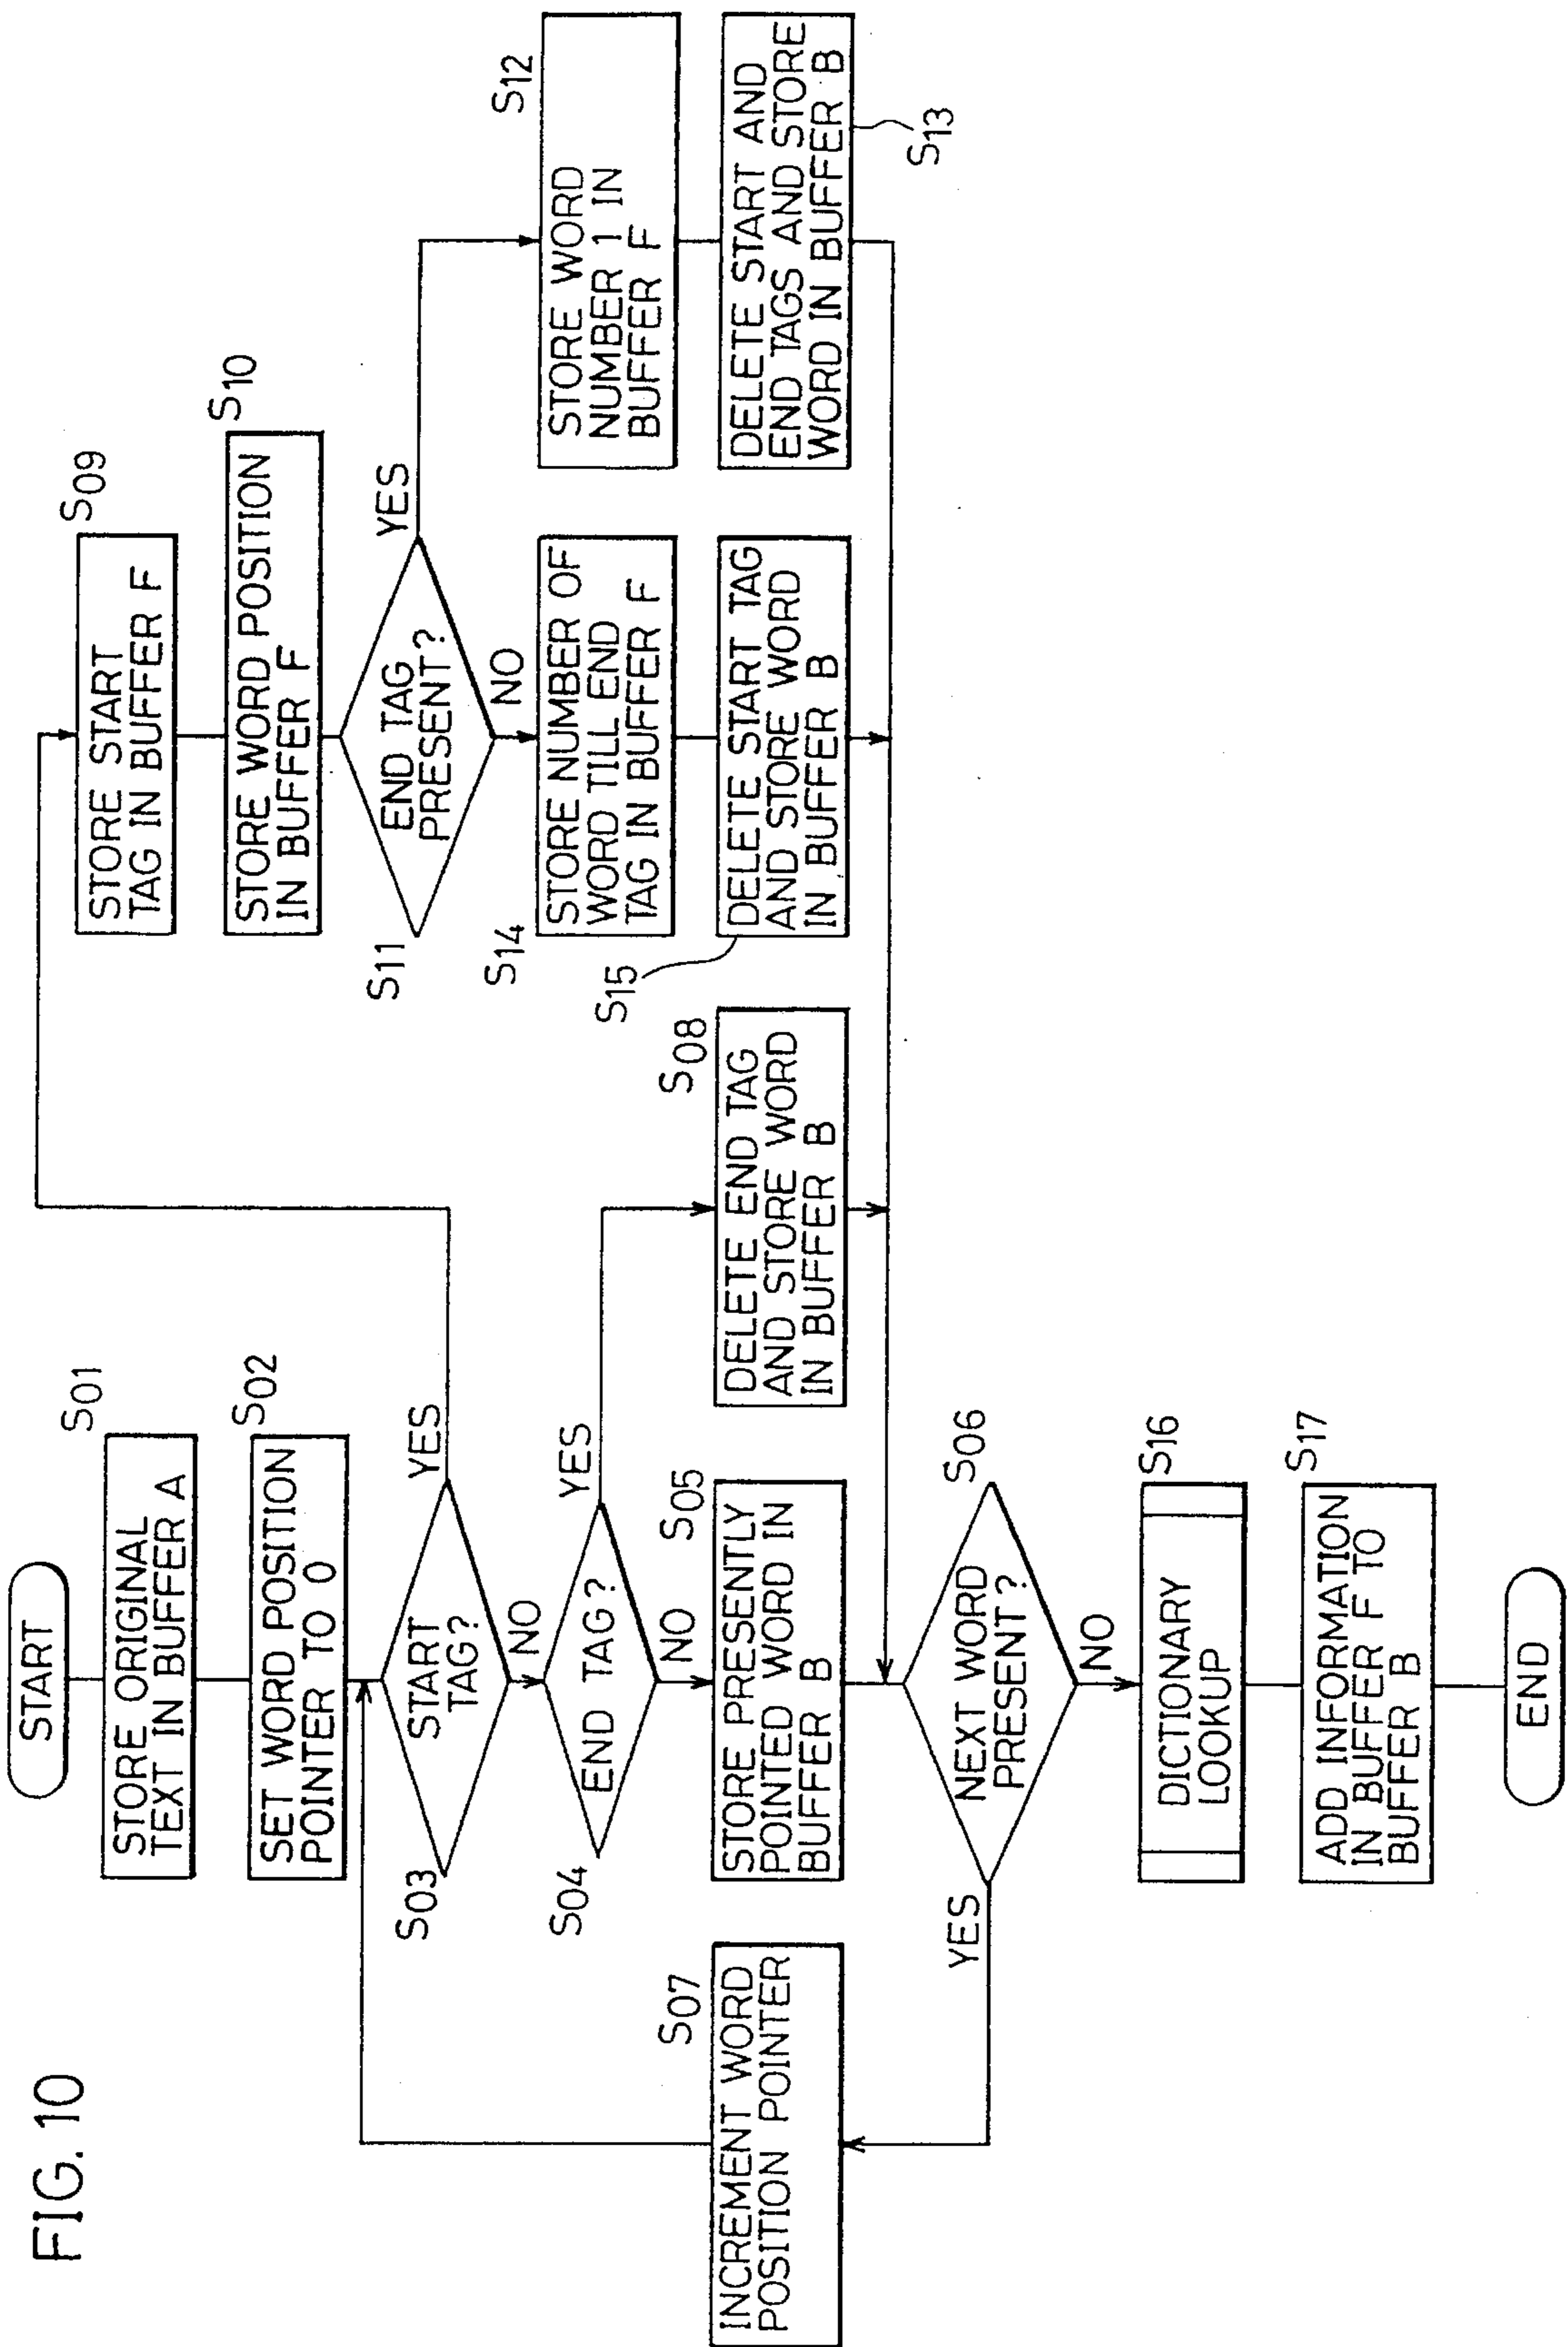 FIG. 10
START
STORE ORIGINAL
TEXT IN BUFFER A
S01
SET WORD POSITION
POINTER TO 0
S02
START
TAG?
S03
YES
NO
END TAG?
S04
YES
NO
STORE PRESENTLY
POINTED WORD IN
BUFFER B
S05
NEXT WORD
PRESENT?
S06
YES
NO
INCREMENT WORD
POSITION POINTER
S07
DELETE END TAG
AND STORE WORD
IN BUFFER B
S08
STORE START
TAG IN BUFFER F
S09
STORE WORD POSITION
IN BUFFER F
S10
END TAG
PRESENT?
S11
YES
NO
STORE WORD
NUMBER 1 IN
BUFFER F
S12
DELETE START AND
END TAGS AND STORE
WORD IN BUFFER B
S13
STORE NUMBER OF
WORD TILL END
TAG IN BUFFER F
S14
DELETE START TAG
AND STORE WORD
IN BUFFER B
S15
DICTIONARY
LOOKUP
S16
ADD INFORMATION
IN BUFFER F TO
BUFFER B
S17
END